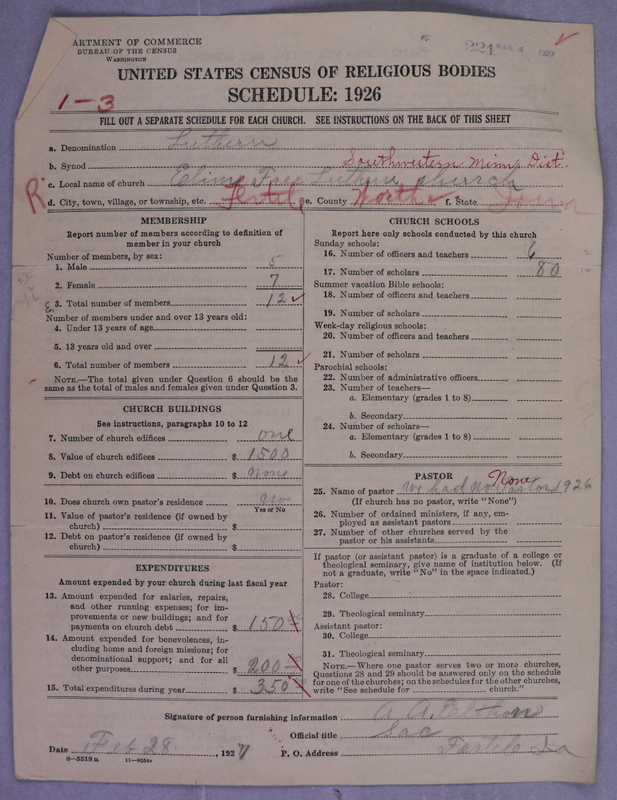 ARTMENT OF COMMERCE
BUREAU OF THE CENSUS
WASHINGTON
221 MAR 4 1927
UNITED STATES CENSUS OF RELIGIOUS BODIES
SCHEDULE: 1926
1-3
FILL OUT A SEPARATE SCHEDULE FOR EACH CHURCH. SEE INSTRUCTIONS ON THE BACK OF THIS SHEET
a. Denomination Luthern
b. Synod Southwestern Minn. Dist.
c. Local name of church Elime Free Luthern church
R. d. City, town, village, or township, etc. Fertile e. County Worth f. State Iowa
MEMBERSHIP
Report number of members according to definition of member in your church
Number of members, by sex:
1. Male 5
2. Female 7
3. Total number of members 12
Number of members under and over 13 years old:
4. Under 13 years of age
5. 13 years old and over
6. Total number of members 12
NOTE.—The total given under Question 6 should be the same as the total of males and females given under Question 3.
CHURCH BUILDINGS
See instructions, paragraphs 10 to 12
7. Number of church edifices one
8. Value of church edifices $ 1500
9. Debt on church edifices $ None
10. Does church own pastor's residence
Yes or No
11. Value of pastor's residence (if owned by church) $
12. Debt on pastor's residence (if owned by church) $
EXPENDITURES
Amount expended by your church during last fiscal year
13. Amount expended for salaries, repairs, and other running expenses; for improvements or new buildings; and for payments on church debt $ 150
14. Amount expended for benevolences, including home and foreign missions; for denominational support; and for all other purposes $ 200
15. Total expenditures during year $ 350
CHURCH SCHOOLS
Report here only schools conducted by this church
Sunday schools:
16. Number of officers and teachers 6
17. Number of scholars 80
Summer vacation Bible schools:
18. Number of officers and teachers
19. Number of scholars
Week-day religious schools:
20. Number of officers and teachers
21. Number of scholars
Parochial schools:
22. Number of administrative officers
23. Number of teachers—
a. Elementary (grades 1 to 8)
b. Secondary
24. Number of scholars—
a. Elementary (grades 1 to 8)
b. Secondary
PASTOR
None
25. Name of pastor We had no Pastor 1926
(If church has no pastor, write "None")
26. Number of ordained ministers, if any, employed as assistant pastors
27. Number of other churches served by the pastor or his assistants
If pastor (or assistant pastor) is a graduate of a college or theological seminary, give name of institution below. (If not a graduate, write "No" in the space indicated.)
Pastor:
28. College
29. Theological seminary
Assistant pastor:
30. College
31. Theological seminary
NOTE.—Where one pastor serves two or more churches, Questions 28 and 29 should be answered only on the schedule for one of the churches; on the schedules for the other churches, write "See schedule for church."
Signature of person furnishing information A. A.
Official title Sec
Date Feb 28, 1927 P. O. Address Fertile Ia
8-5518a 11-9034a